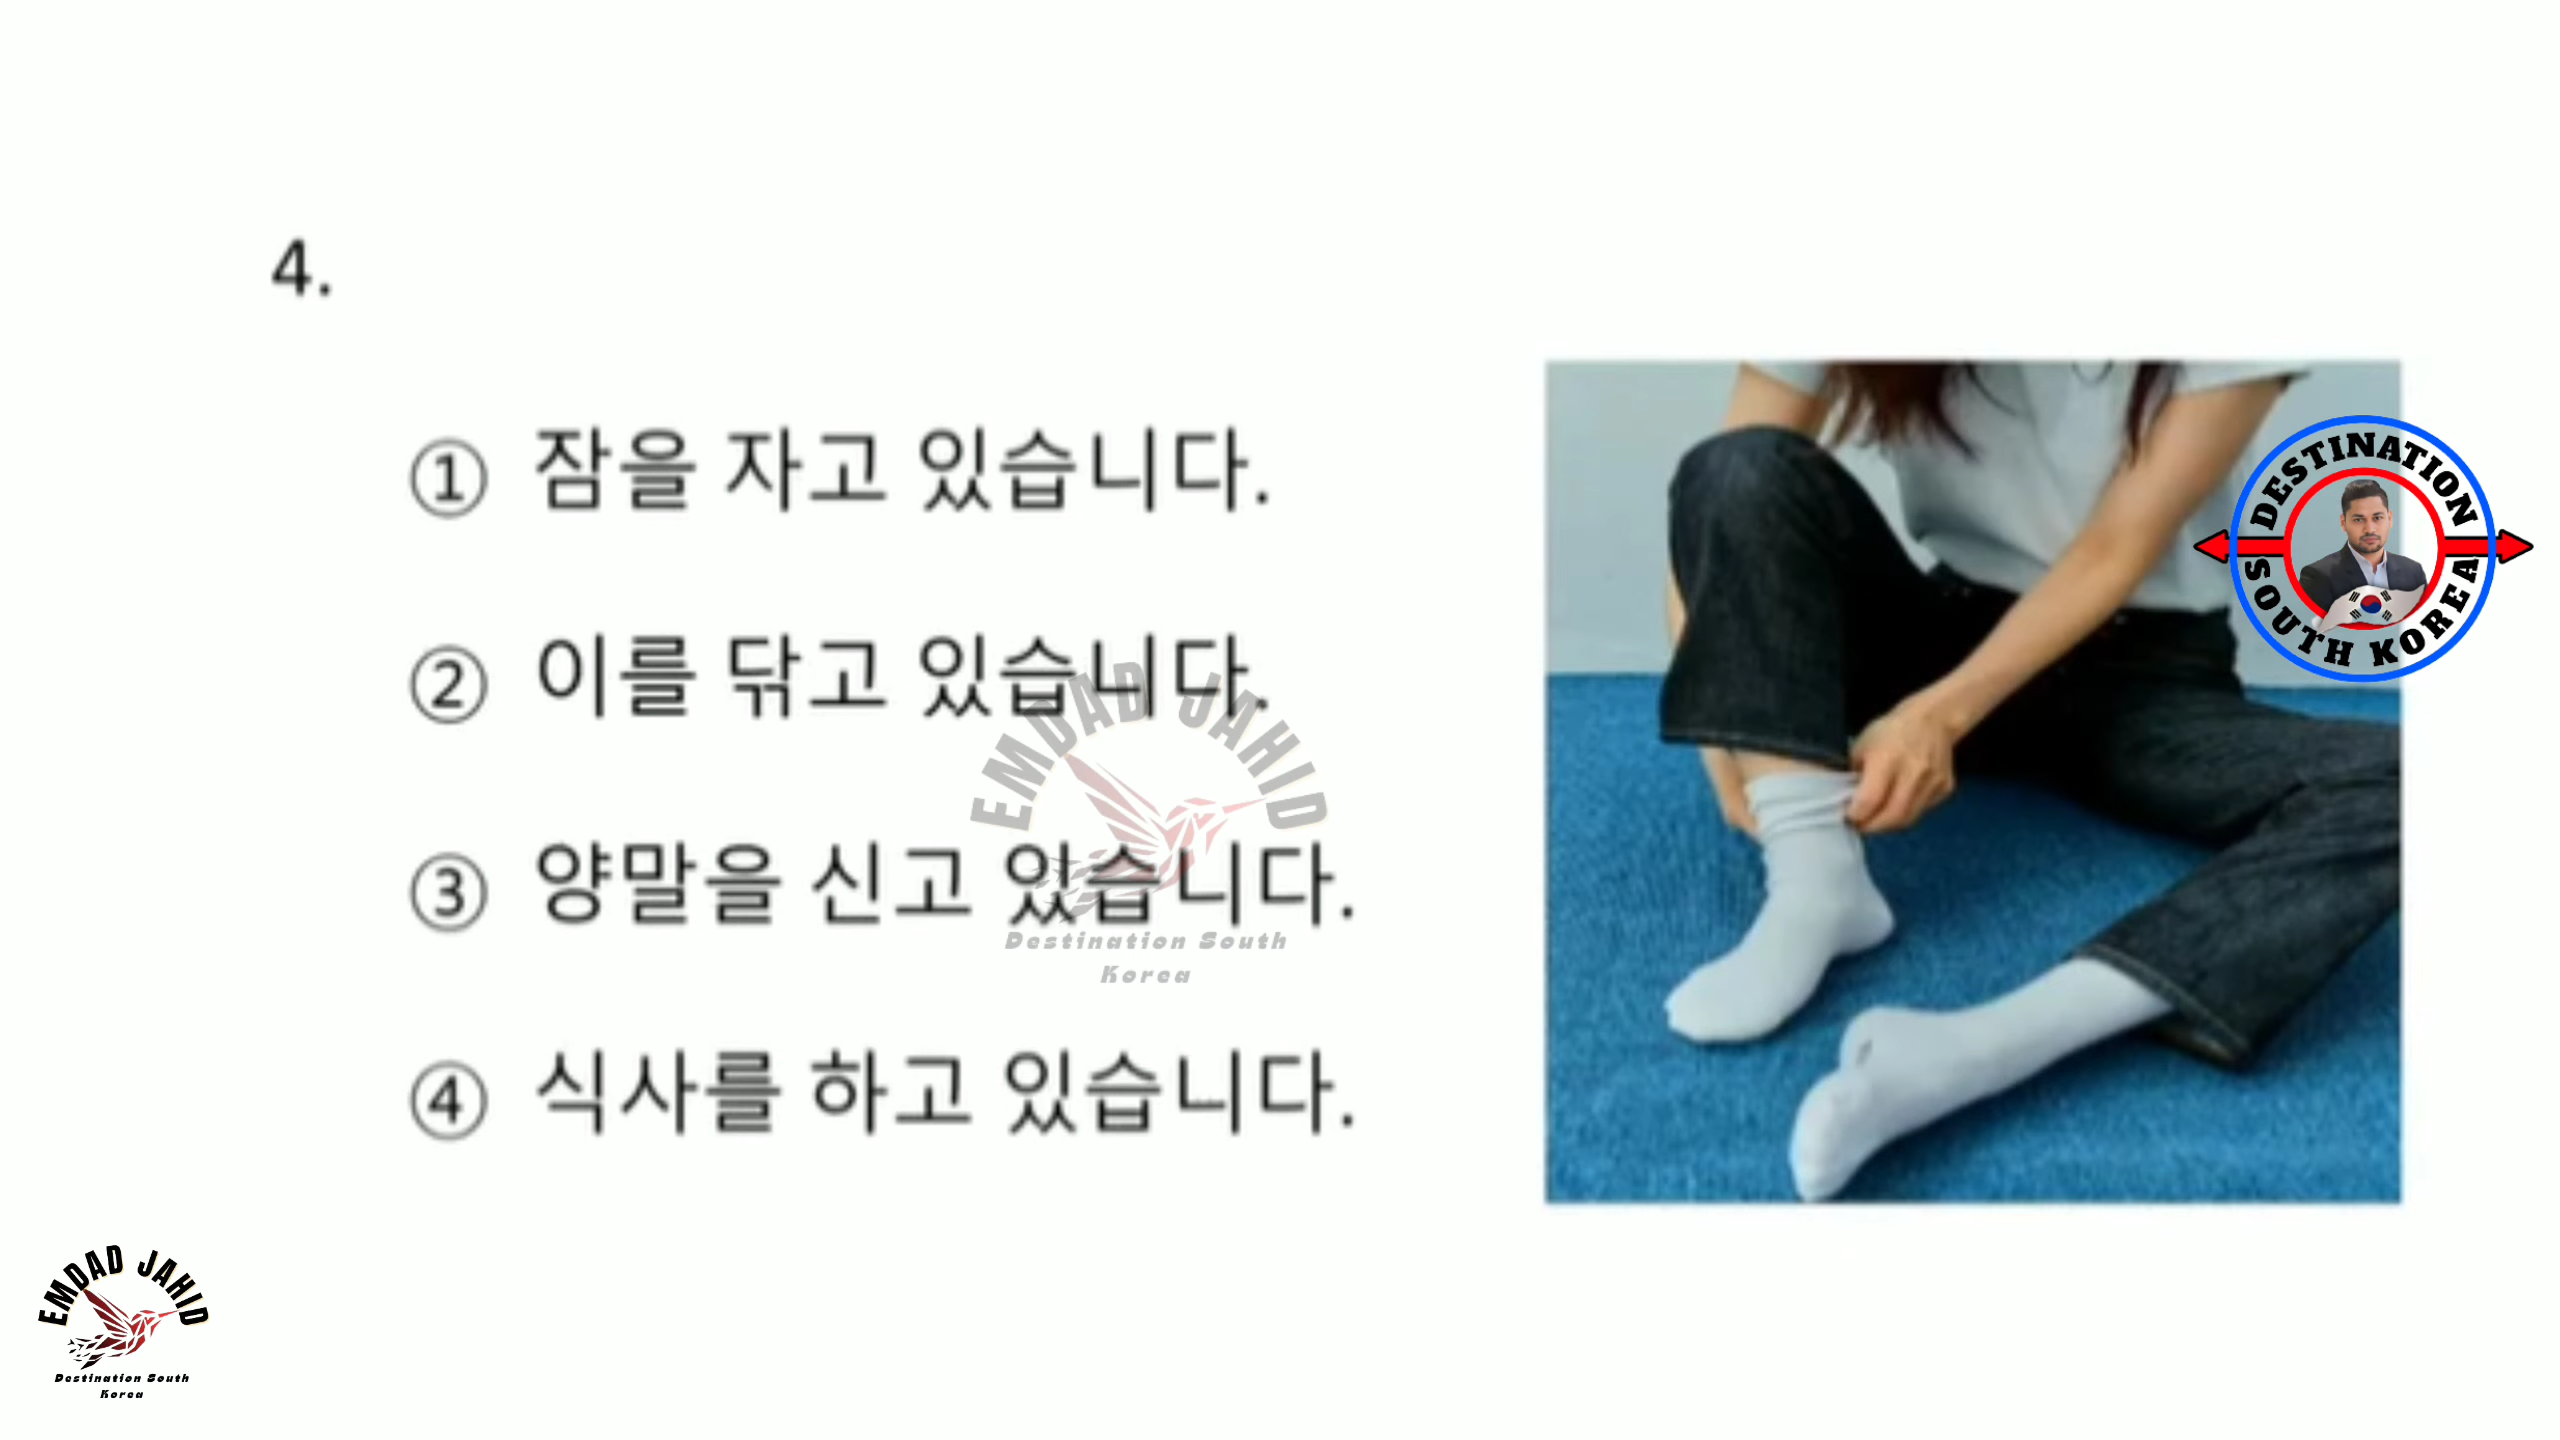 4.
① 잠을 자고 있습니다.
② 이를 닦고 있습니다.
③ 양말을 신고 있습니다.
④ 식사를 하고 있습니다.
DESTINATION
SOUTH KOREA
EMDAD JAHID
Destination South
Korea
EMDAD JAHID
Destination South
Korea